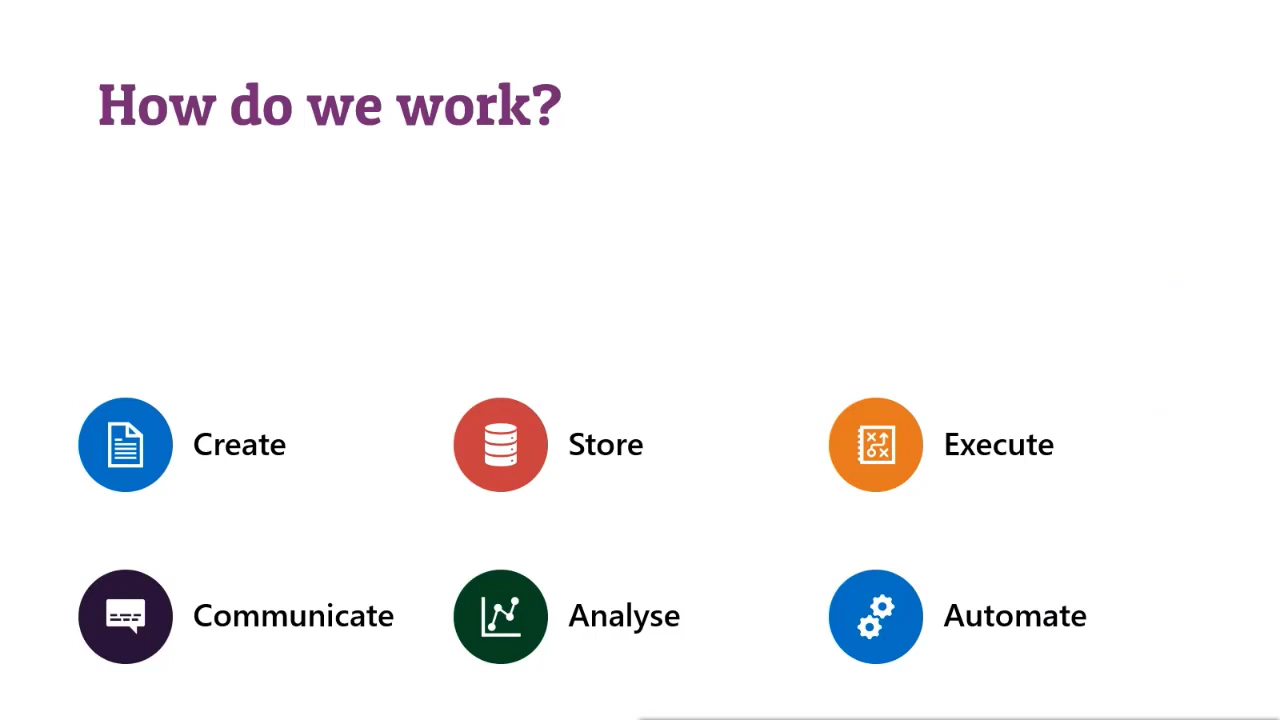 How do we work?
Create
Store
Execute
Communicate
Analyse
Automate